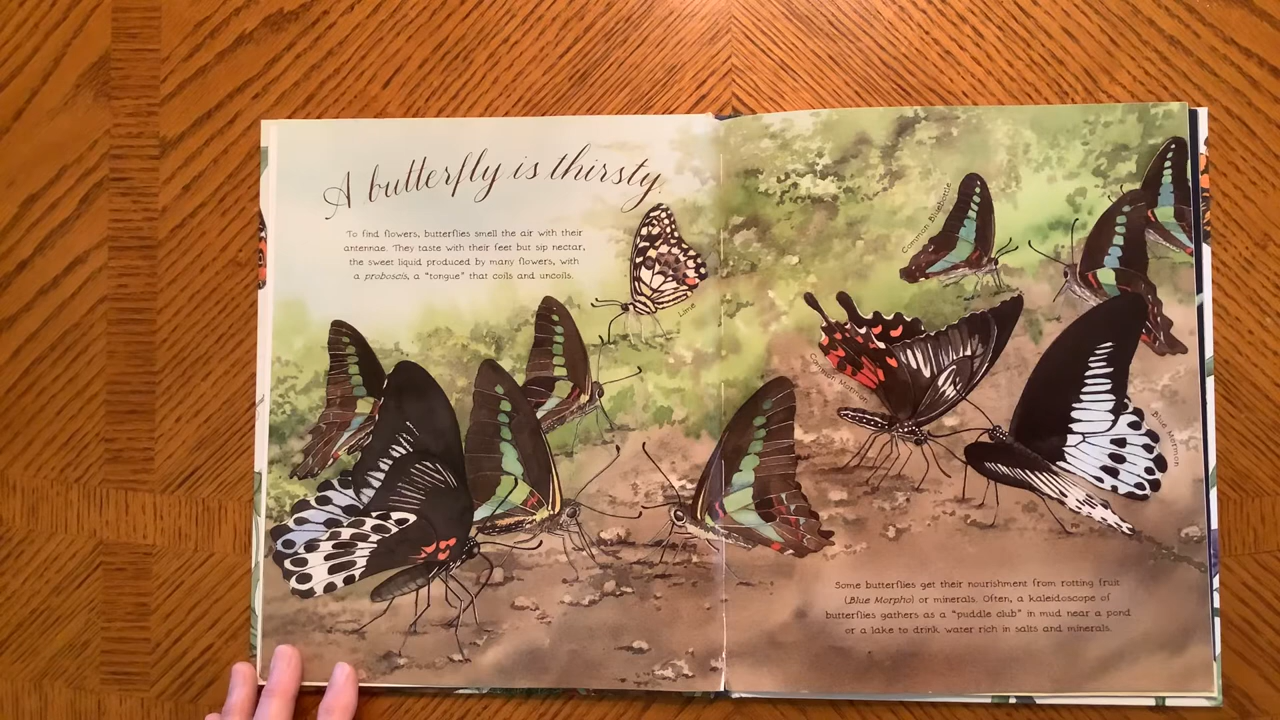 A butterfly is thirsty.
To find flowers, butterflies smell the air with their
antennae. They taste with their feet but sip nectar,
the sweet liquid produced by many flowers, with
a proboscis, a "tongue" that coils and uncoils.
Lime
Common Bluebottle
Common Mormon
Blue Mormon
Some butterflies get their nourishment from rotting fruit
(Blue Morpho) or minerals. Often, a kaleidoscope of
butterflies gathers as a "puddle club" in mud near a pond
or a lake to drink water rich in salts and minerals.